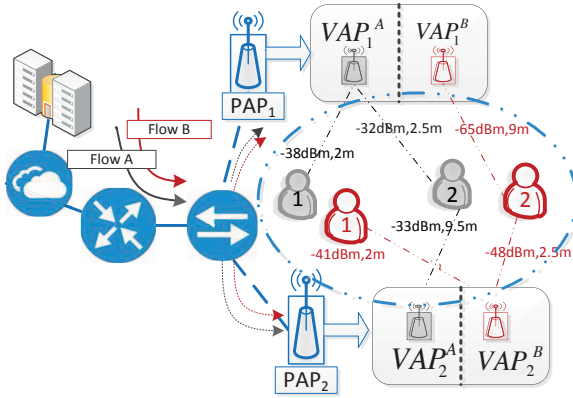 VAP₁ᴬ
VAP₁ᴮ
PAP₁
Flow B
Flow A
-32dBm,2.5m
-65dBm,9m
-38dBm,2m
1
2
2
1
-33dBm,9.5m
-41dBm,2m
-48dBm,2.5m
VAP₂ᴬ
VAP₂ᴮ
PAP₂